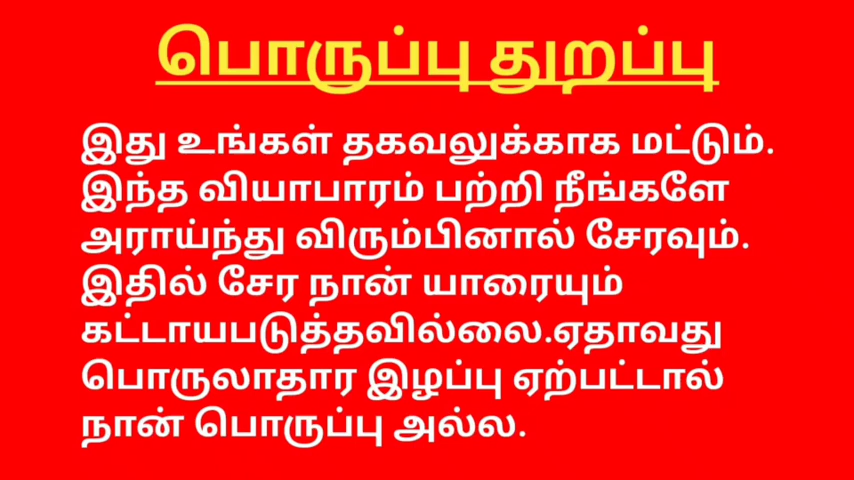 பொருப்பு துறப்பு
இது உங்கள் தகவலுக்காக மட்டும்.
இந்த வியாபாரம் பற்றி நீங்களே
அராய்ந்து விரும்பினால் சேரவும்.
இதில் சேர நான் யாரையும்
கட்டாயபடுத்தவில்லை.ஏதாவது
பொருலாதார இழப்பு ஏற்பட்டால்
நான் பொருப்பு அல்ல.